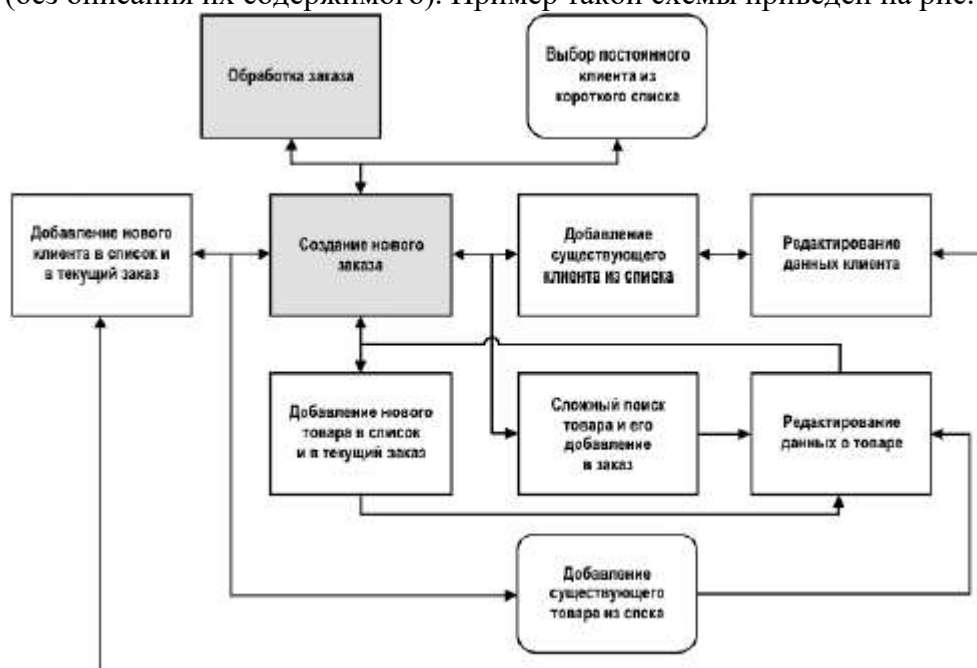 (без описания их содержимого). Пример такой схемы приведен на рис.
Обработка заказа
Выбор постоянного
клиента из
короткого списка
Добавление нового
клиента в список и
в текущий заказ
Создание нового
заказа
Добавление
существующего
клиента из списка
Редактирование
данных клиента
Добавление нового
товара в список
и в текущий заказ
Сложный поиск
товара и его
добавление
в заказ
Редактирование
данных о товаре
Добавление
существующего
товара из спска